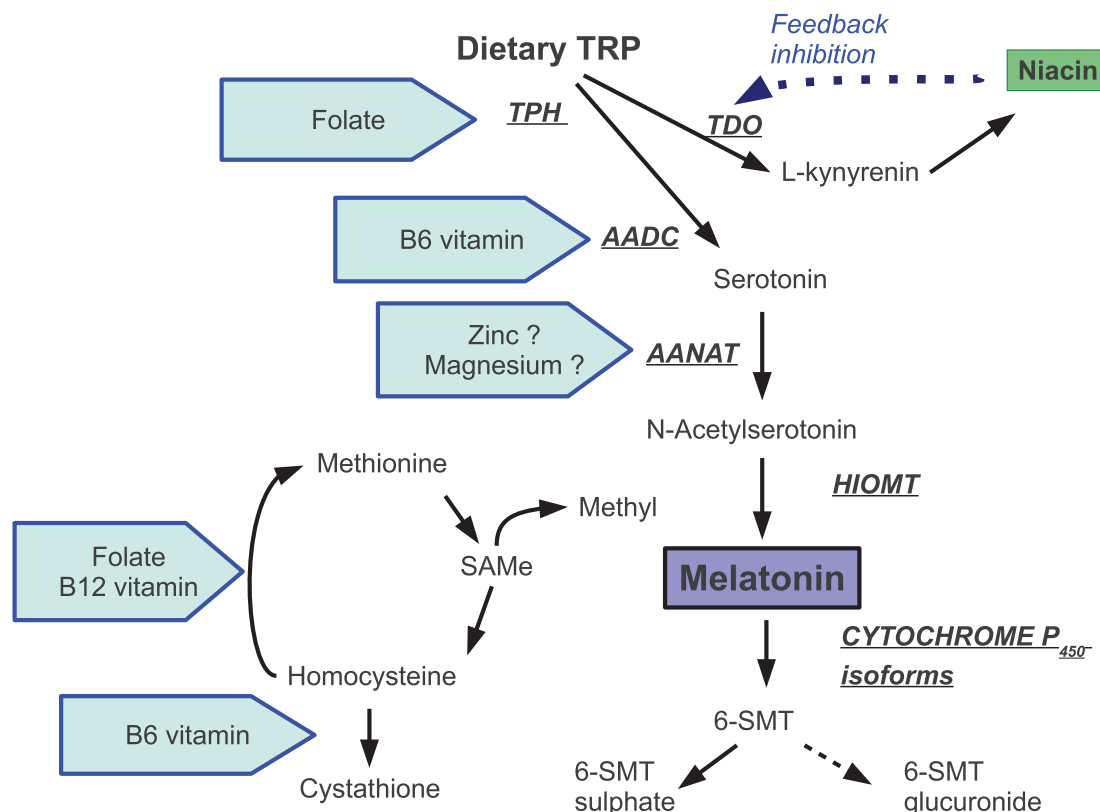 Feedback
inhibition
Dietary TRP
Niacin
Folate
TPH
TDO
L-kynyrenin
B6 vitamin
AADC
Serotonin
Zinc ?
Magnesium ?
AANAT
N-Acetylserotonin
Methionine
HIOMT
Methyl
SAMe
Folate
B12 vitamin
Melatonin
CYTOCHROME P450
isoforms
Homocysteine
6-SMT
B6 vitamin
Cystathione
6-SMT
sulphate
6-SMT
glucuronide